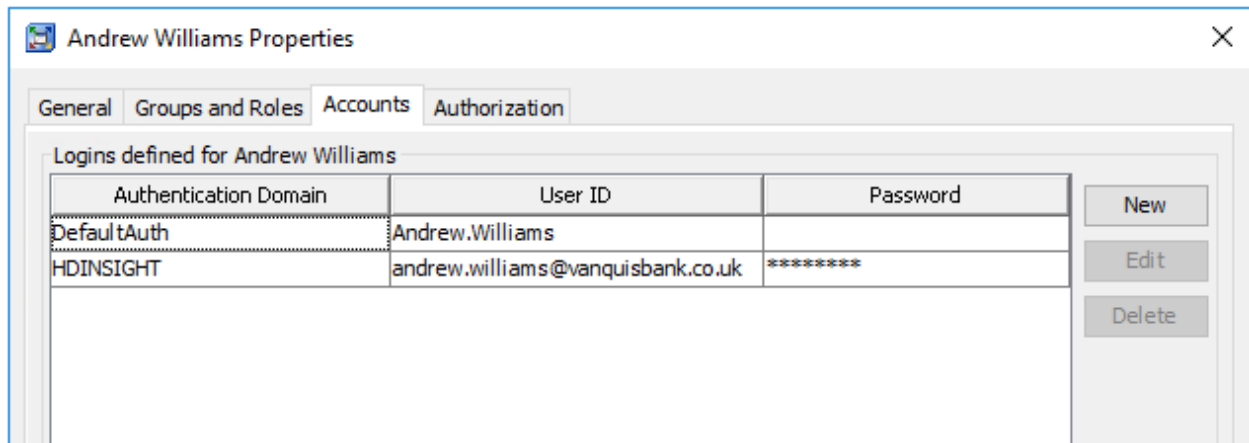 Andrew Williams Properties
General Groups and Roles Accounts Authorization
Logins defined for Andrew Williams
Authentication Domain User ID Password
New
DefaultAuth Andrew.Williams
HDINSIGHT andrew.williams@vanquisbank.co.uk ********
Edit
Delete